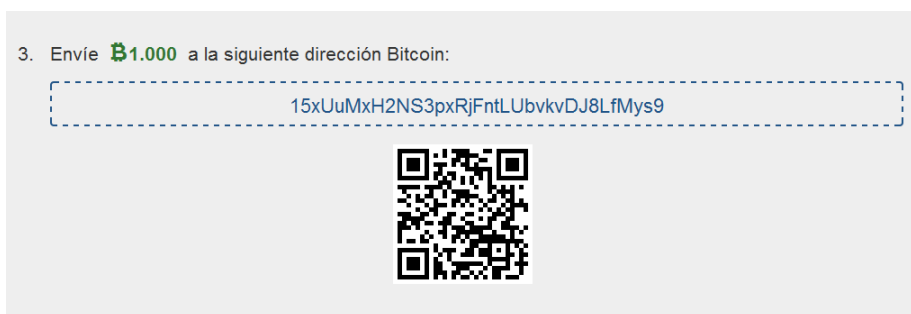 3. Envíe ₿1.000 a la siguiente dirección Bitcoin:
15xUuMxH2NS3pxRjFntLUbvkvDJ8LfMys9